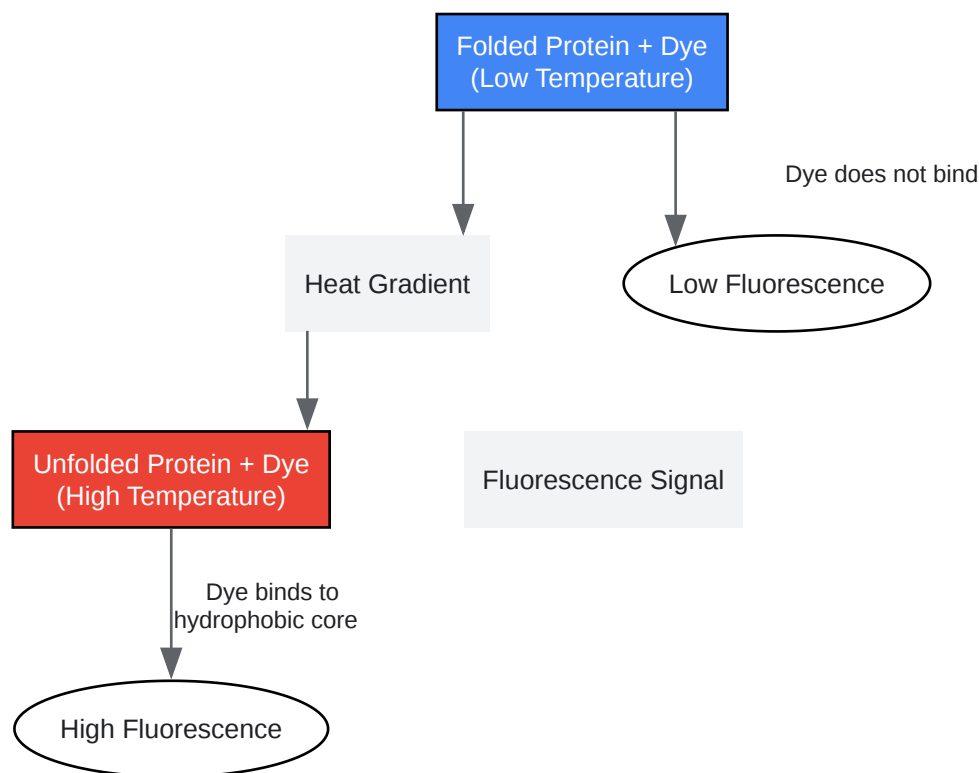 Folded Protein + Dye
(Low Temperature)
Dye does not bind
Heat Gradient
Low Fluorescence
Unfolded Protein + Dye
(High Temperature)
Fluorescence Signal
Dye binds to
hydrophobic core
High Fluorescence